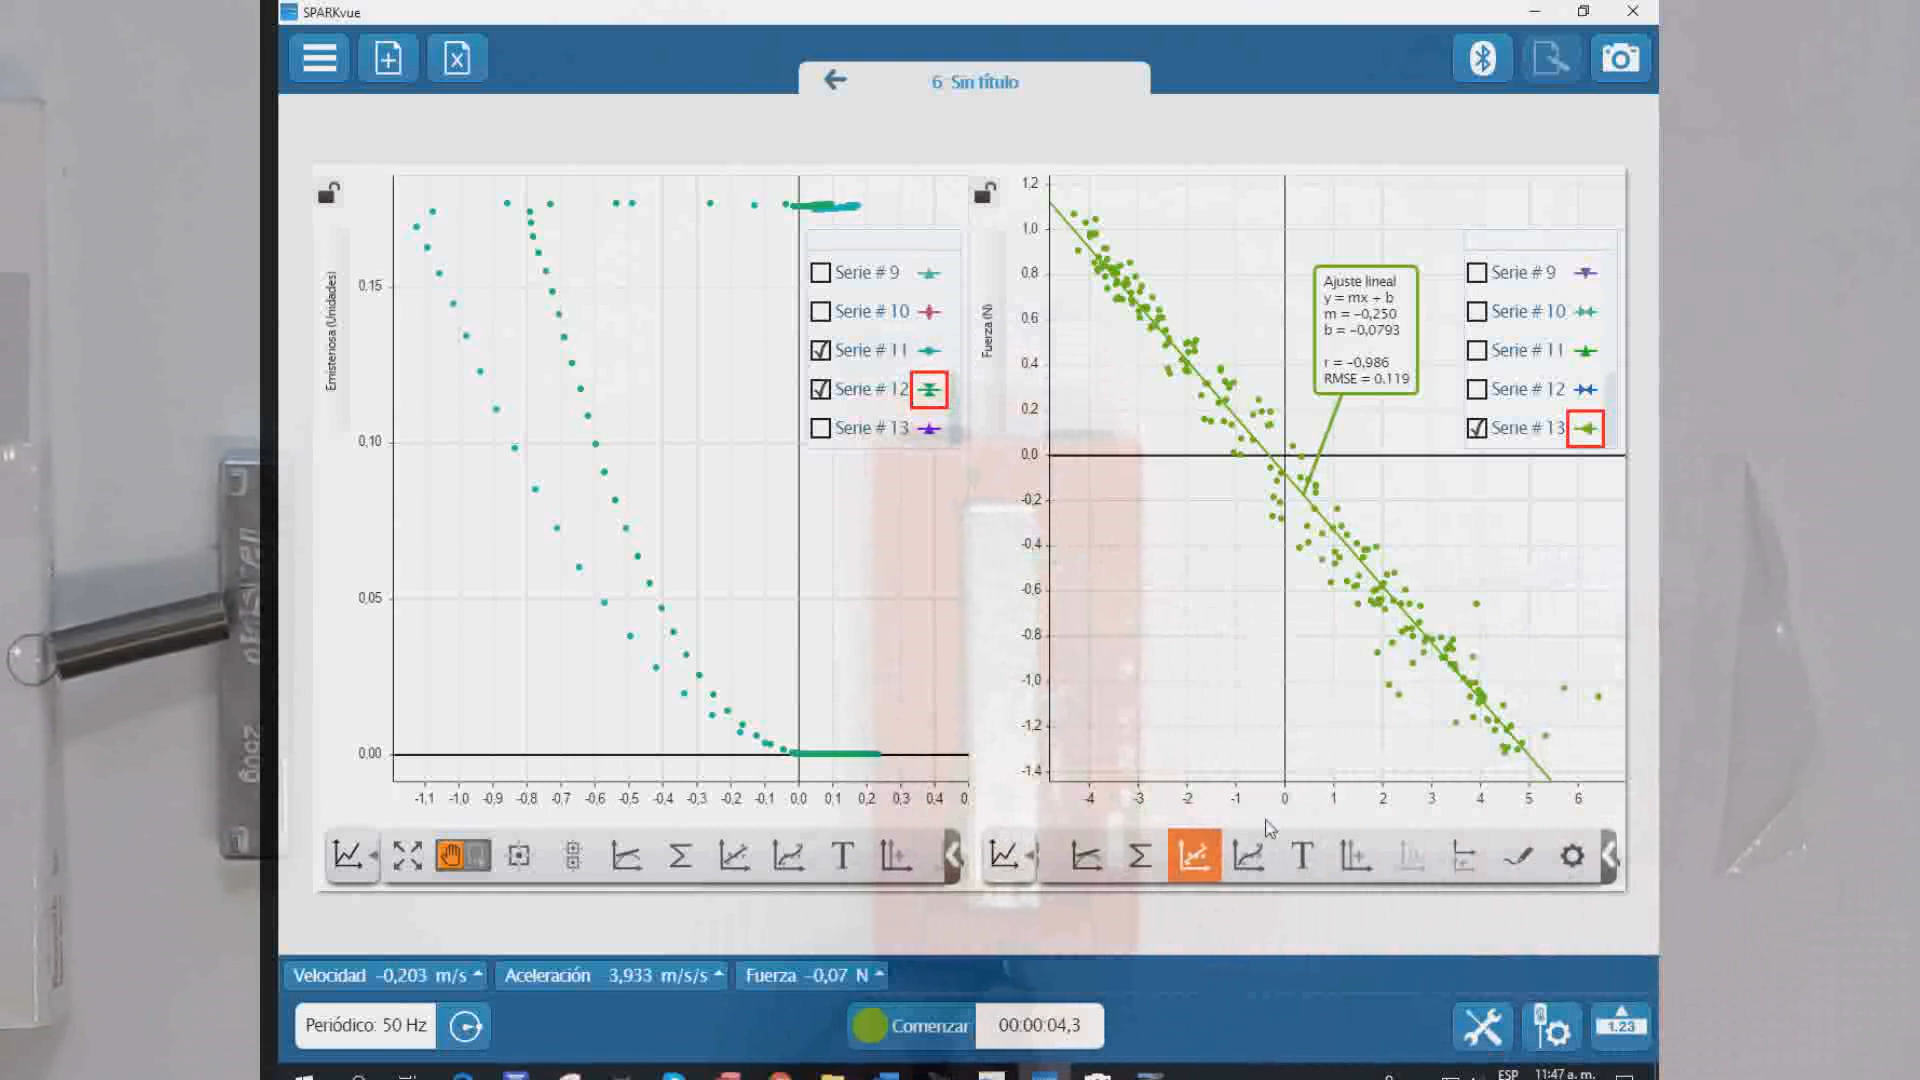 SPARKvue
6 Sin título
Emisteriosa (Unidades)
0,15
0,10
0,05
0,00
-1,1 -1,0 -0,9 -0,8 -0,7 -0,6 -0,5 -0,4 -0,3 -0,2 -0,1 0,0 0,1 0,2 0,3 0,4
Serie # 9
Serie # 10
Serie # 11
Serie # 12
Serie # 13
Fuerza (N)
1,2
1,0
0,8
0,6
0,4
0,2
0,0
-0,2
-0,4
-0,6
-0,8
-1,0
-1,2
-1,4
-4 -3 -2 -1 0 1 2 3 4 5 6
Ajuste lineal
y = mx + b
m = -0,250
b = -0,0793
r = -0,986
RMSE = 0.119
Serie # 9
Serie # 10
Serie # 11
Serie # 12
Serie # 13
Velocidad -0,203 m/s
Aceleración 3,933 m/s/s
Fuerza -0,07 N
Periódico: 50 Hz
Comenzar 00:00:04,3
1.23
ESP 11:47 a. m.
200g